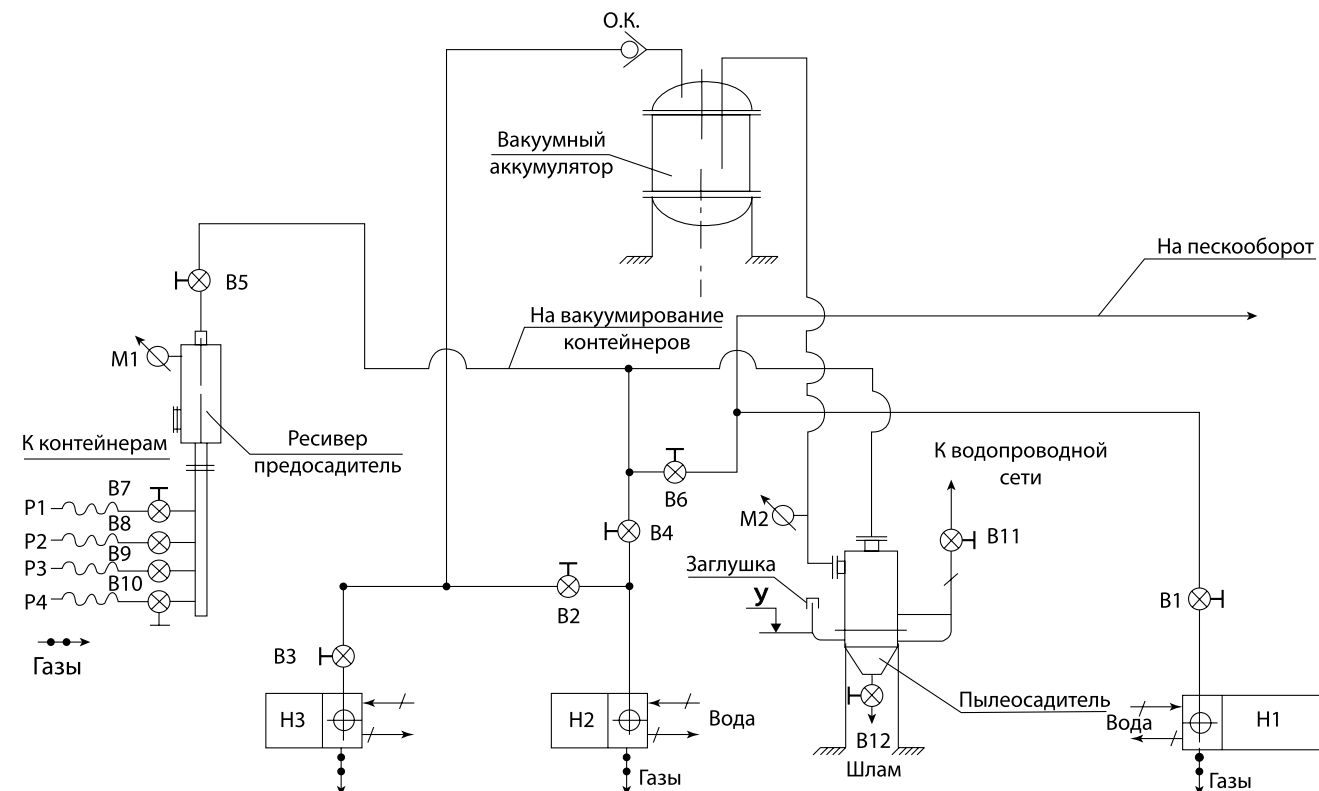 О.К.
Вакуумный
аккумулятор
На пескооборот
В5
На вакуумирование
контейнеров
М1
К контейнерам
Ресивер
предосадитель
К водопроводной
сети
В7
Р1
В8
Р2
В9
Р3
В10
Р4
В6
М2
В4
В11
Заглушка
У
В2
В1
Газы
В3
Пылеосадитель
Н3
Н2
Вода
В12
Шлам
Вода
Н1
Газы
Газы